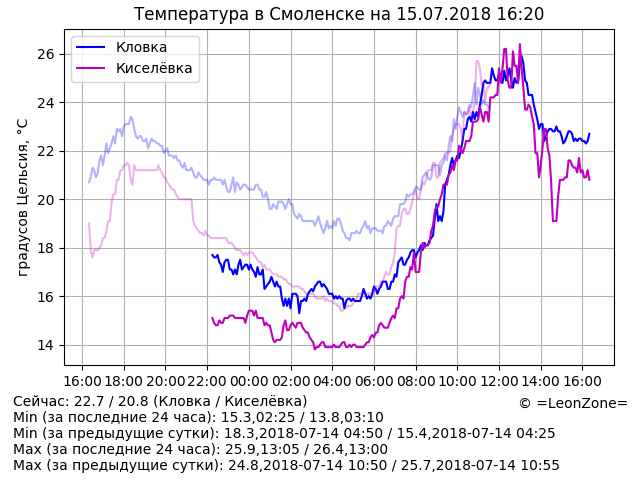 Температура в Смоленске на 15.07.2018 16:20
Кловка
Киселёвка
градусов Цельсия, °C
26
24
22
20
18
16
14
16:00 18:00 20:00 22:00 00:00 02:00 04:00 06:00 08:00 10:00 12:00 14:00 16:00
Сейчас: 22.7 / 20.8 (Кловка / Киселёвка)
© =LeonZone=
Min (за последние 24 часа): 15.3,02:25 / 13.8,03:10
Min (за предыдущие сутки): 18.3,2018-07-14 04:50 / 15.4,2018-07-14 04:25
Max (за последние 24 часа): 25.9,13:05 / 26.4,13:00
Max (за предыдущие сутки): 24.8,2018-07-14 10:50 / 25.7,2018-07-14 10:55